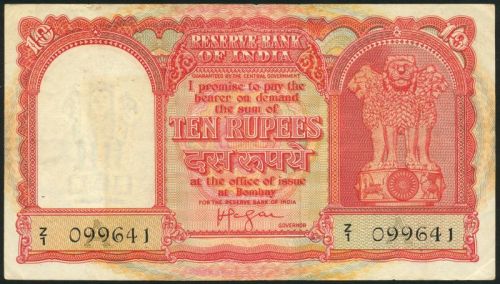 10
RESERVE BANK
OF INDIA
10
GUARANTEED BY THE CENTRAL GOVERNMENT
I promise to pay the
bearer on demand
the sum of
TEN RUPEES
दस रुपये
at the office of issue
at Bombay
FOR THE RESERVE BANK OF INDIA
GOVERNOR
Z/1 099641
Z/1 099641